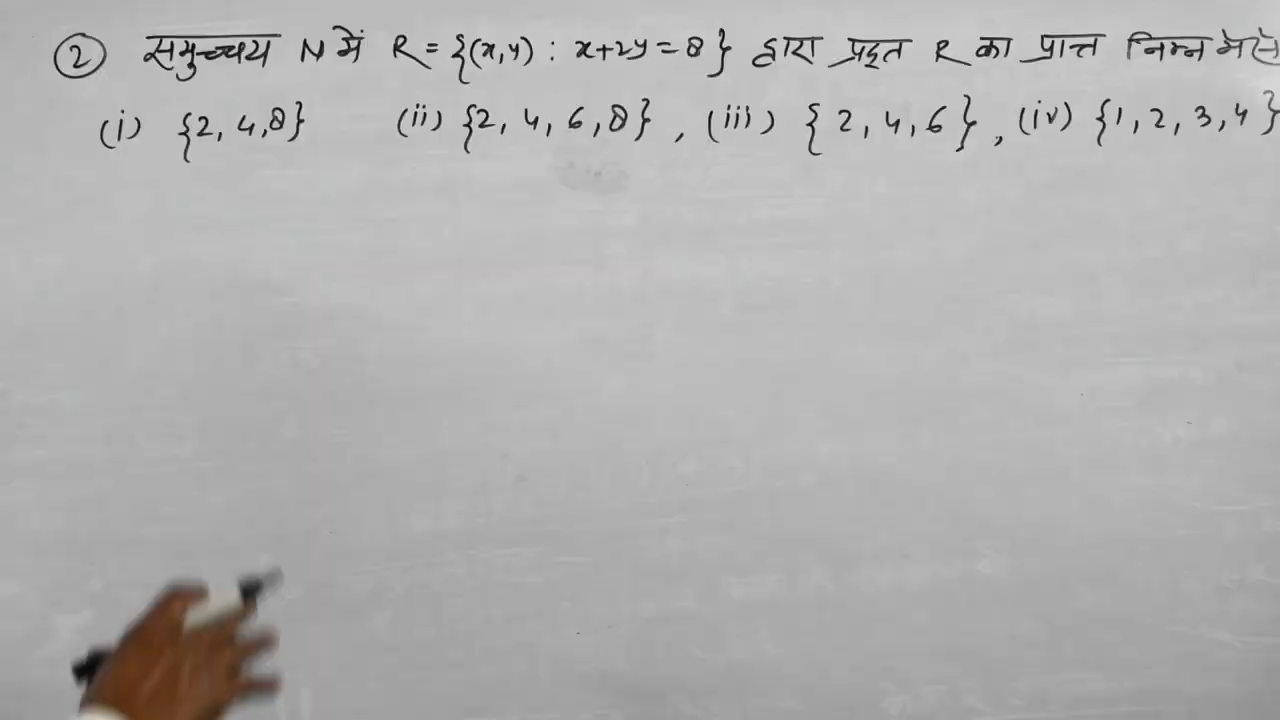 ② समुच्चय N में R = {(x,y) : x+2y = 8} द्वारा प्रदत्त R का प्रान्त निम्न में से
(i) {2, 4, 8} (ii) {2, 4, 6, 8} , (iii) {2, 4, 6} , (iv) {1, 2, 3, 4}